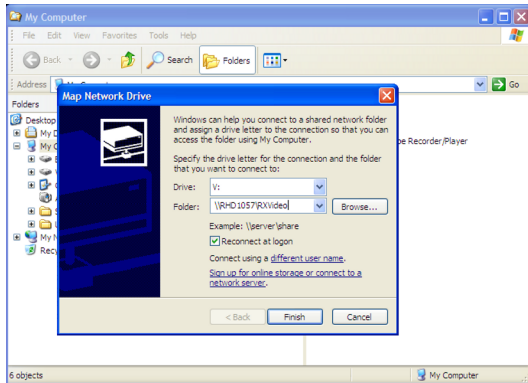 My Computer
File Edit View Favorites Tools Help
Back Search Folders
Address Go
Folders
Map Network Drive
Desktop
My
My
My
Windows can help you connect to a shared network folder
and assign a drive letter to the connection so that you can
access the folder using My Computer.
Recorder/Player
Specify the drive letter for the connection and the folder
that you want to connect to:
Drive: V:
Folder: \\RHD1057\RXVideo Browse...
Example: \\server\share
Reconnect at logon
Connect using a different user name.
Sign up for online storage or connect to a
network server.
< Back Finish Cancel
6 objects My Computer